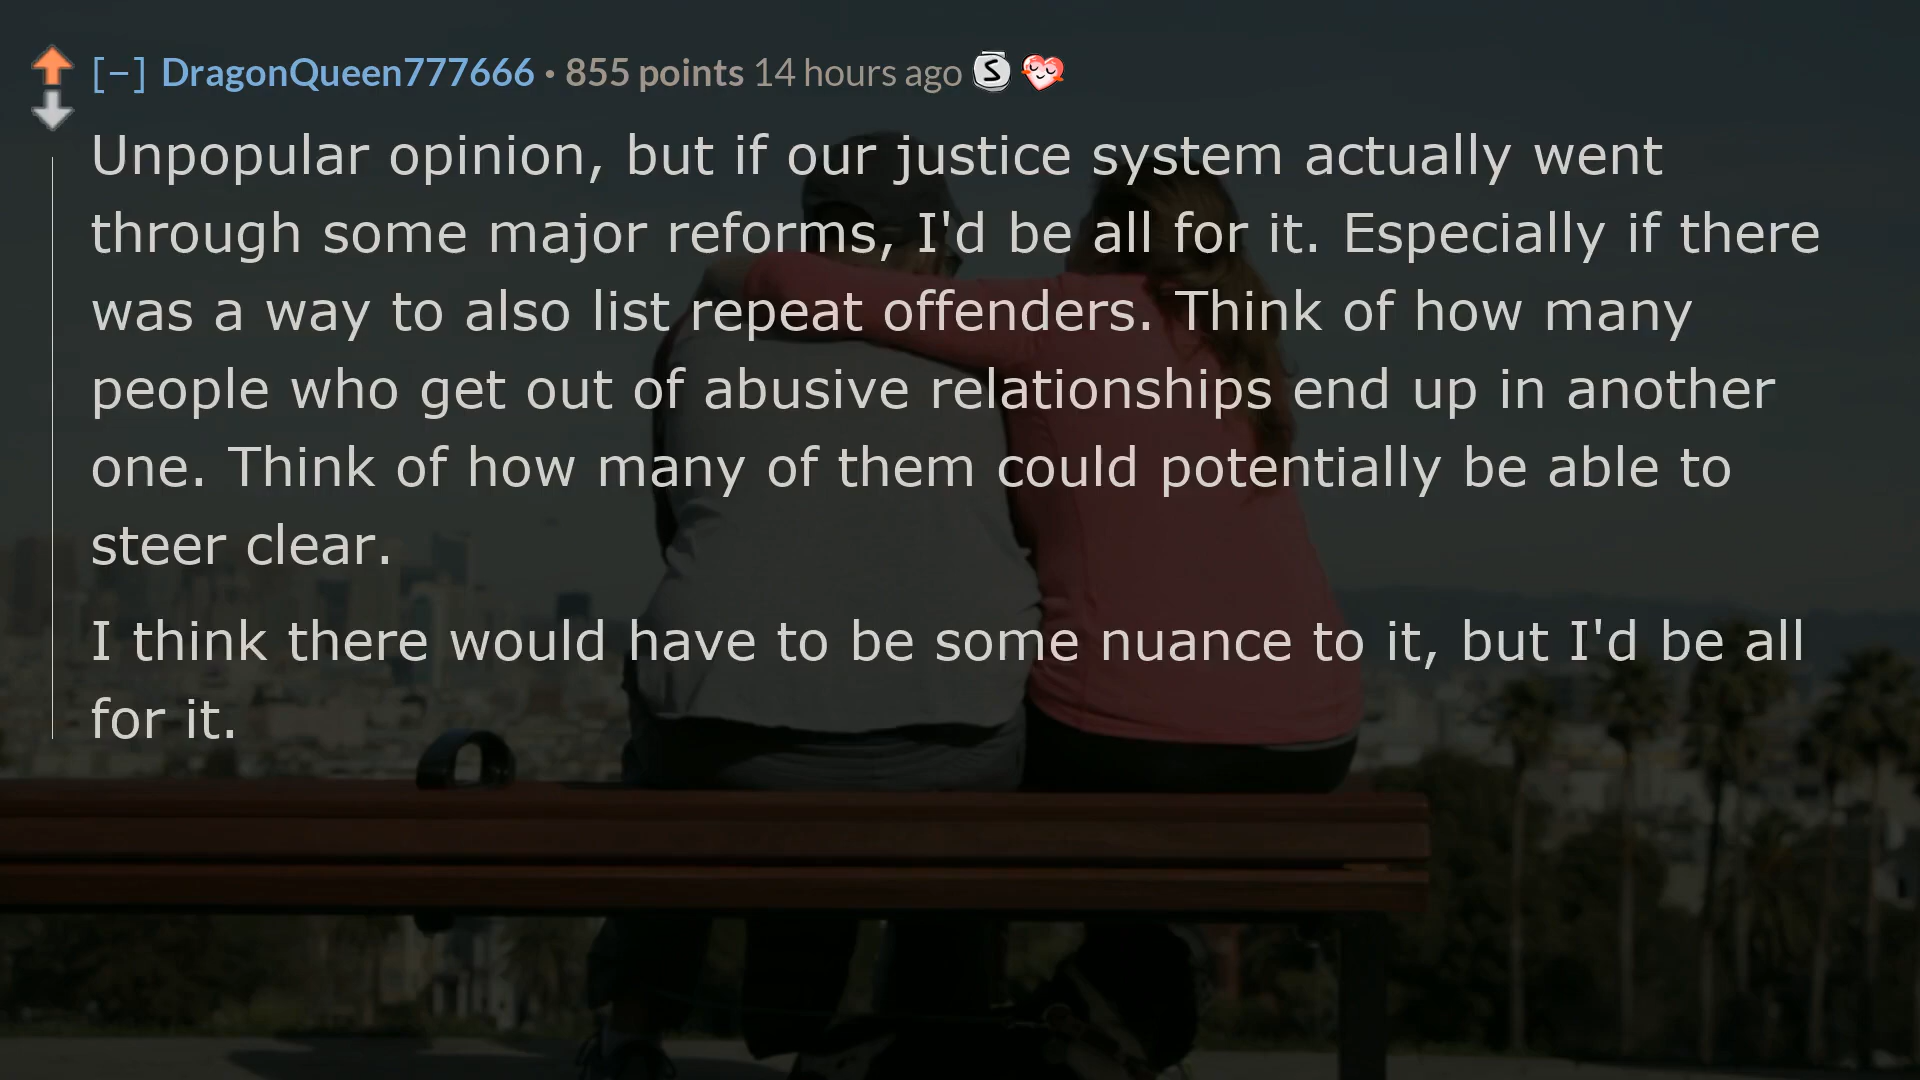 [−] DragonQueen777666 • 855 points 14 hours ago S
Unpopular opinion, but if our justice system actually went
through some major reforms, I'd be all for it. Especially if there
was a way to also list repeat offenders. Think of how many
people who get out of abusive relationships end up in another
one. Think of how many of them could potentially be able to
steer clear.
I think there would have to be some nuance to it, but I'd be all
for it.